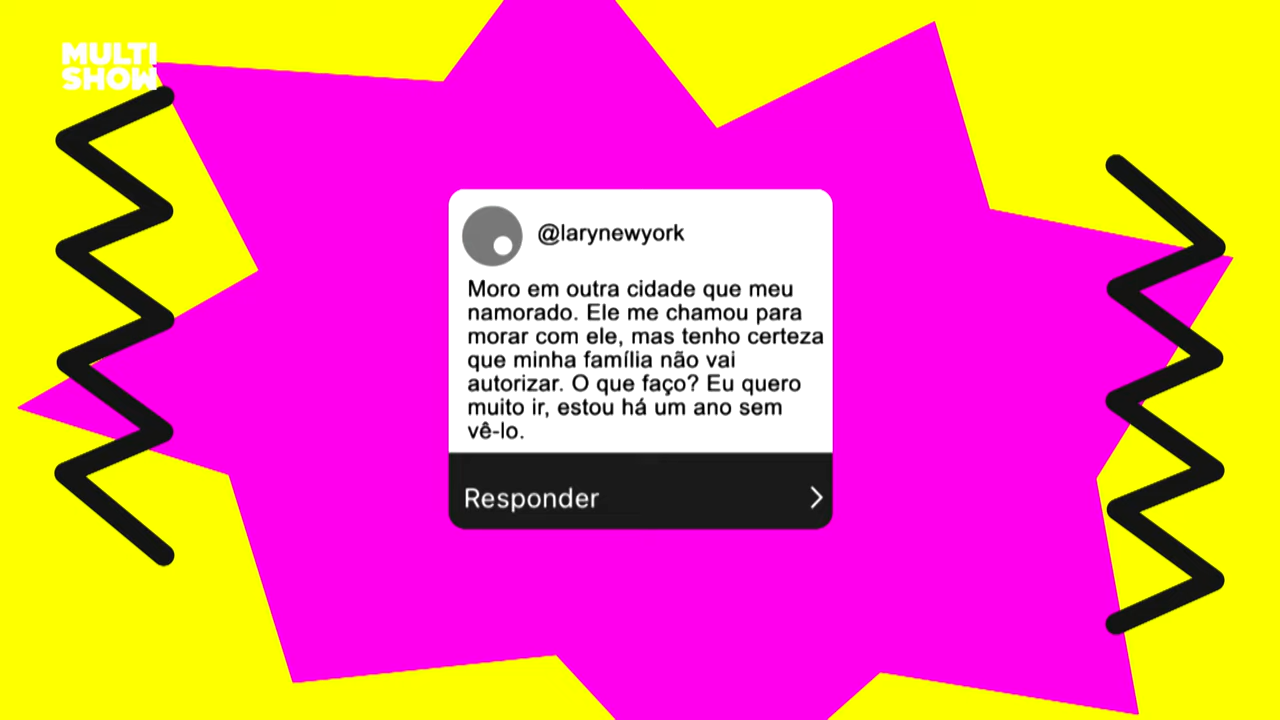 MULTI
SHOW
@larynewyork
Moro em outra cidade que meu
namorado. Ele me chamou para
morar com ele, mas tenho certeza
que minha família não vai
autorizar. O que faço? Eu quero
muito ir, estou há um ano sem
vê-lo.
Responder